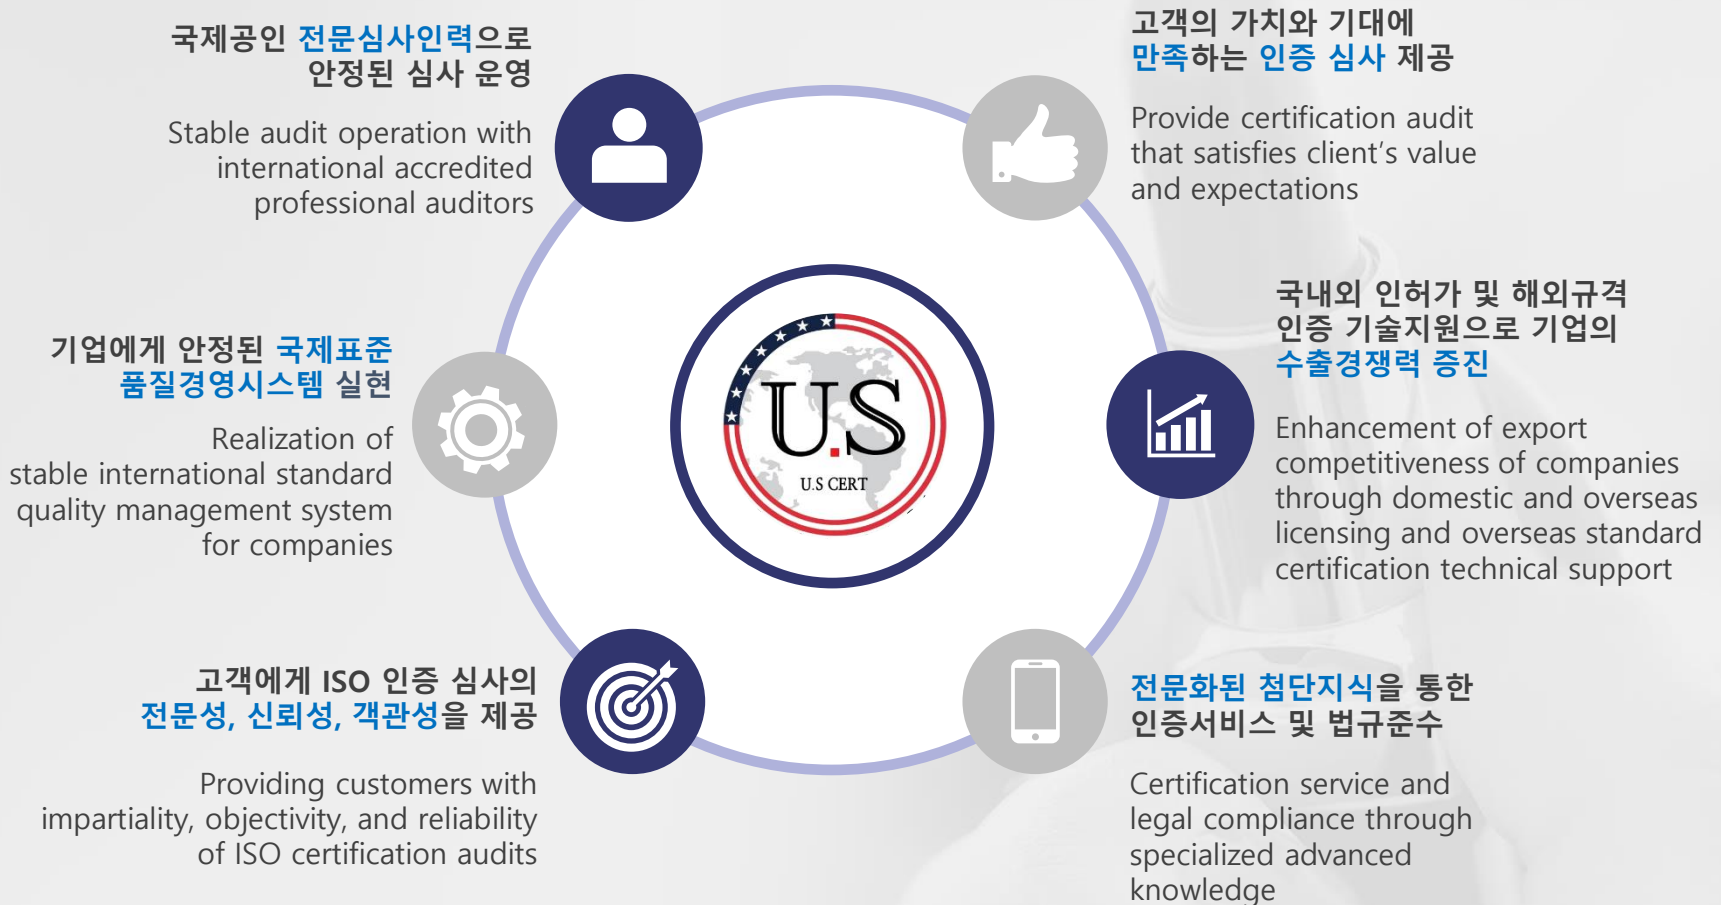 국제공인 전문심사인력으로
안정된 심사 운영
Stable audit operation with
international accredited
professional auditors
고객의 가치와 기대에
만족하는 인증 심사 제공
Provide certification audit
that satisfies client's value
and expectations
기업에게 안정된 국제표준
품질경영시스템 실현
Realization of
stable international standard
quality management system
for companies
U.S
U.S CERT
국내외 인허가 및 해외규격
인증 기술지원으로 기업의
수출경쟁력 증진
Enhancement of export
competitiveness of companies
through domestic and overseas
licensing and overseas standard
certification technical support
고객에게 ISO 인증 심사의
전문성, 신뢰성, 객관성을 제공
Providing customers with
impartiality, objectivity, and reliability
of ISO certification audits
전문화된 첨단지식을 통한
인증서비스 및 법규준수
Certification service and
legal compliance through
specialized advanced
knowledge